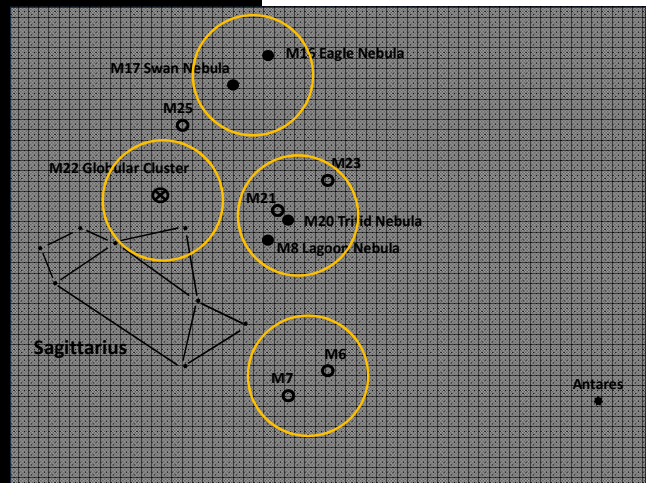 M16 Eagle Nebula
M17 Swan Nebula
M25
M22 Globular Cluster
M23
M21
M20 Trifid Nebula
M8 Lagoon Nebula
Sagittarius
M6
M7
Antares